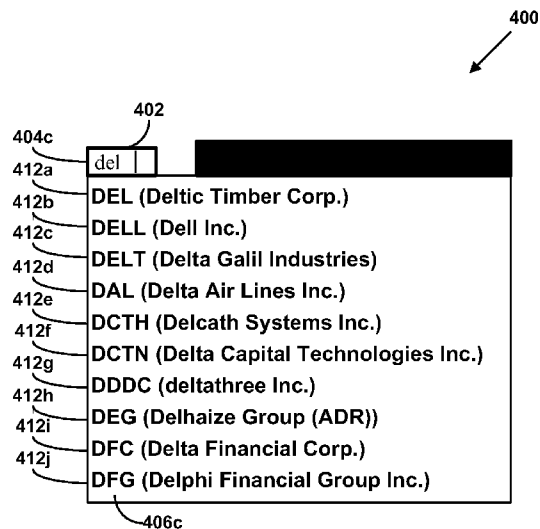 400
402
404c
del
412a
DEL (Deltic Timber Corp.)
412b
DELL (Dell Inc.)
412c
DELT (Delta Galil Industries)
412d
DAL (Delta Air Lines Inc.)
412e
DCTH (Delcath Systems Inc.)
412f
DCTN (Delta Capital Technologies Inc.)
412g
DDDC (deltathree Inc.)
412h
DEG (Delhaize Group (ADR))
412i
DFC (Delta Financial Corp.)
412j
DFG (Delphi Financial Group Inc.)
406c